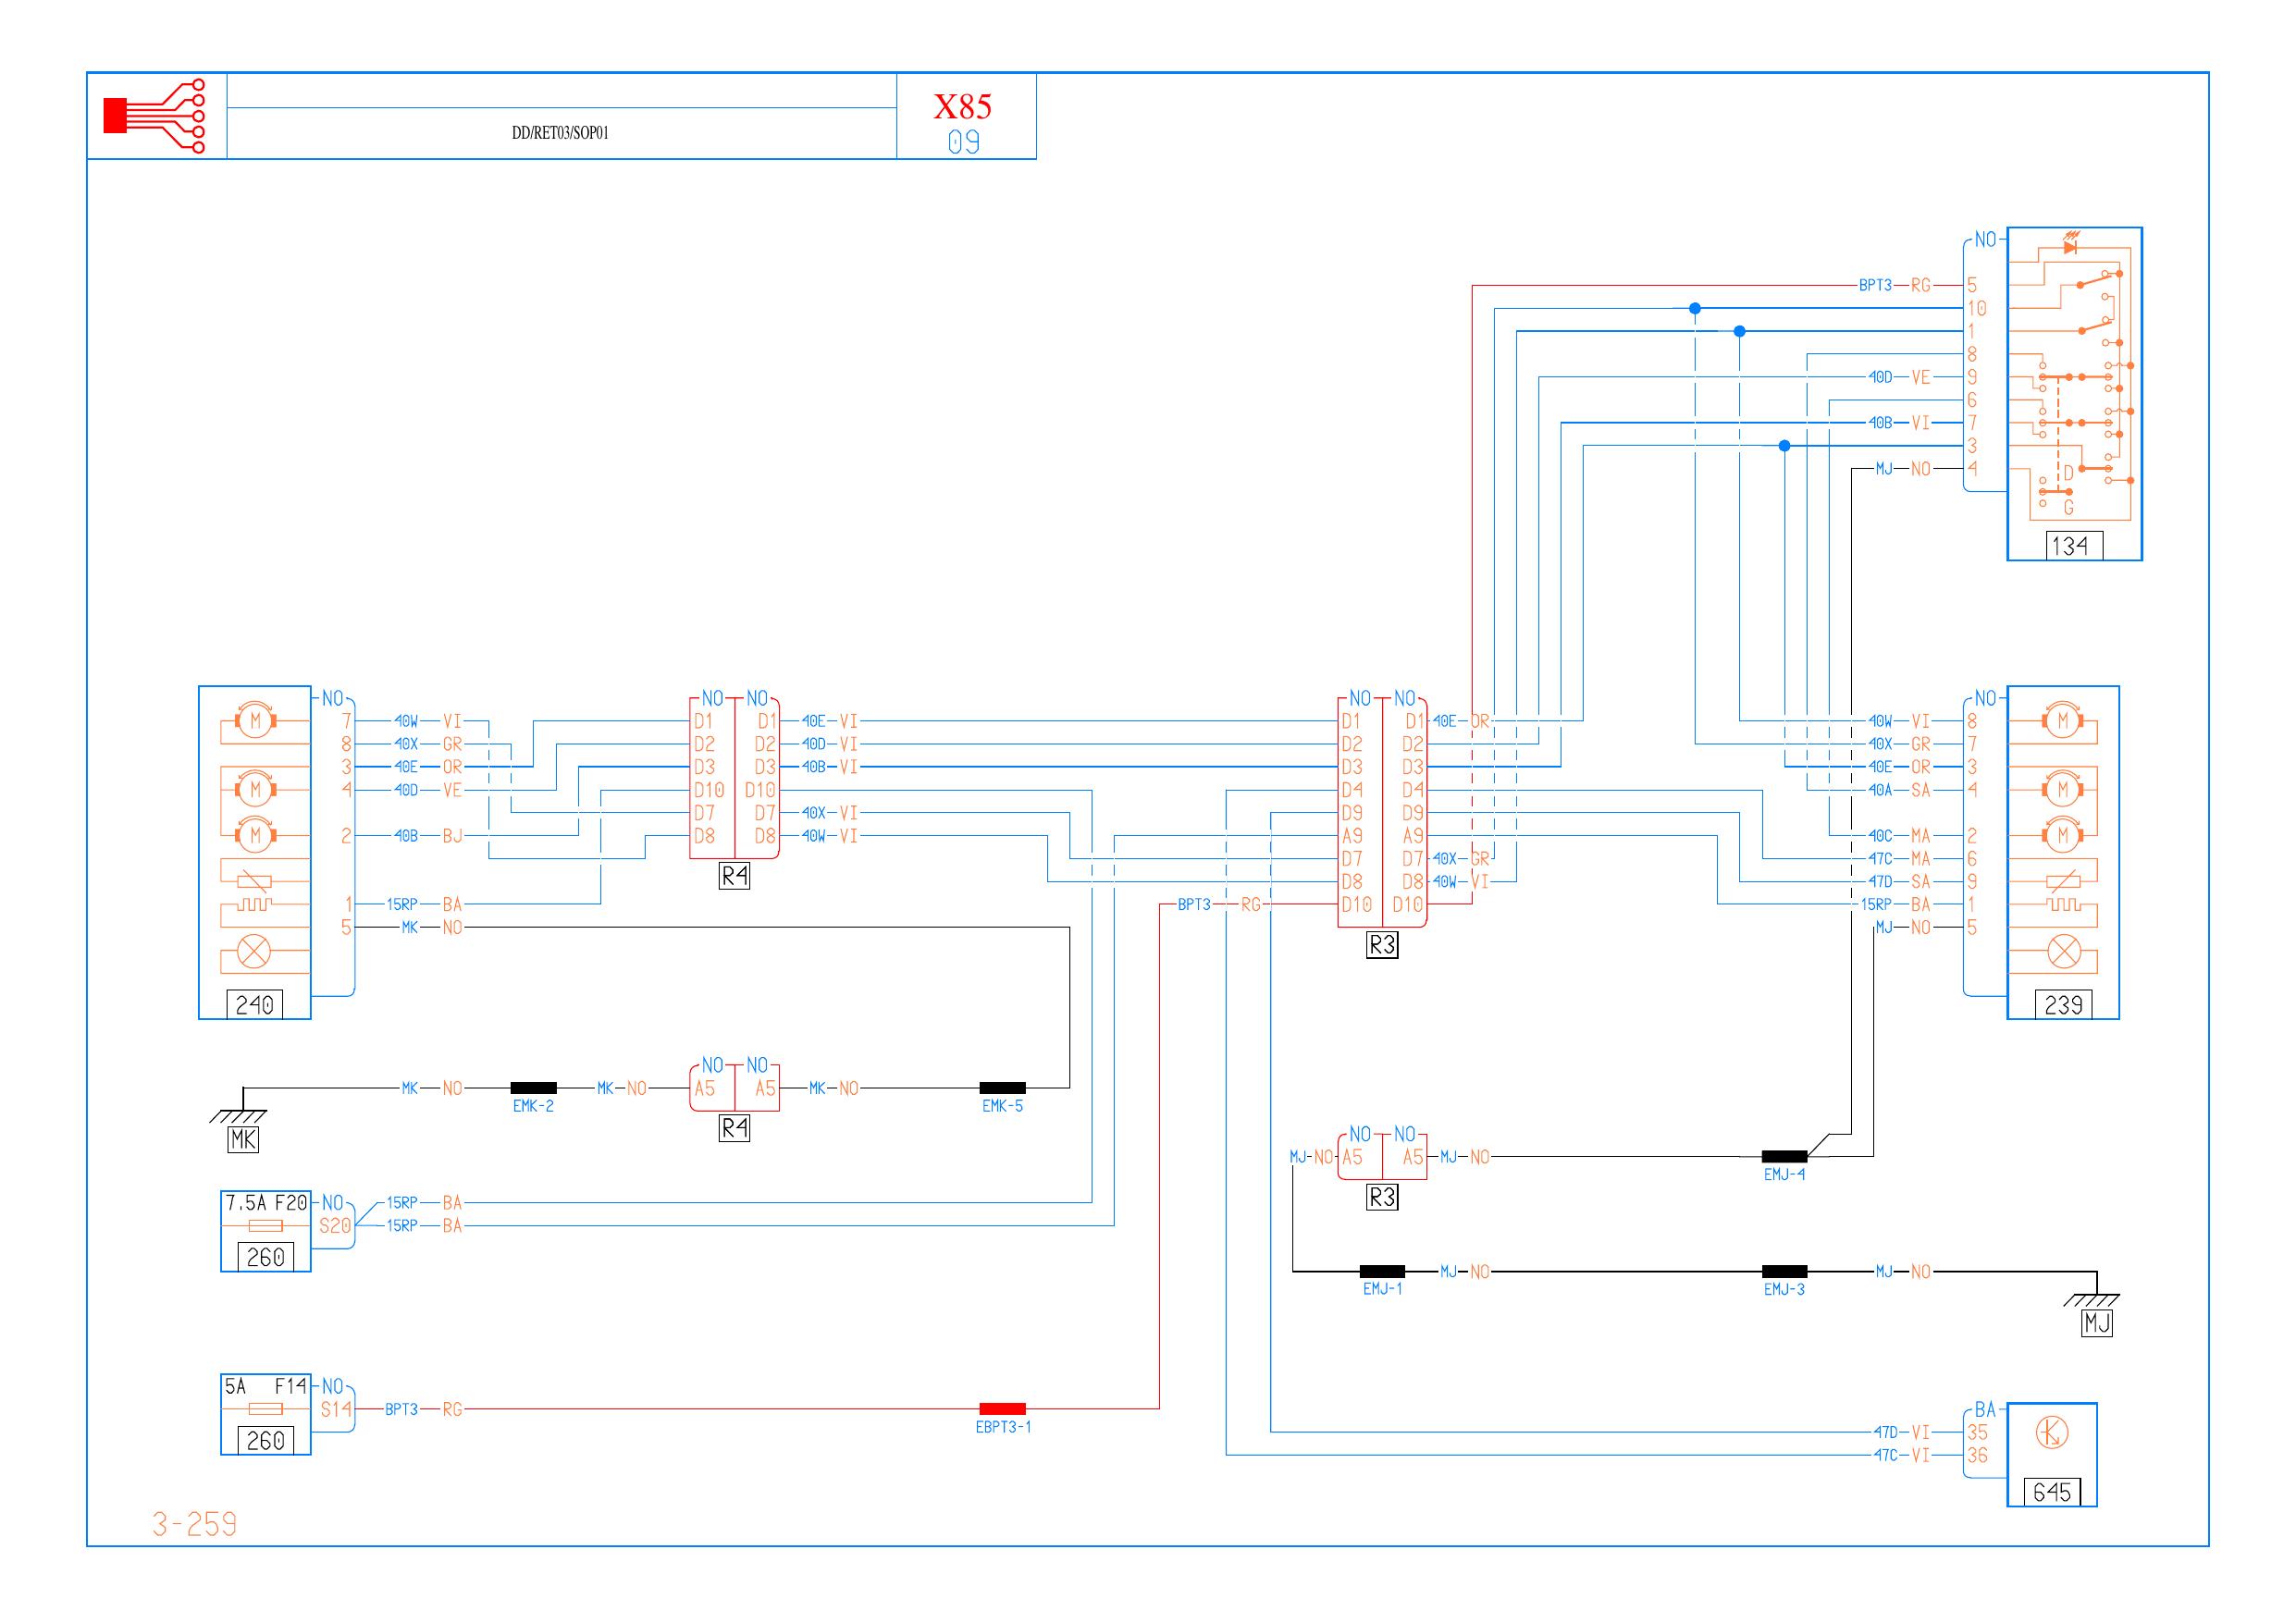 DD/RET03/SOP01
X85
09
NO
BPT3 RG 5
10
1
8
40D VE 9
6
40B VI 7
3
MJ NO 4
D
G
134
NO
7 40W VI
8 40X GR
3 40E OR
4 40D VE
2 40B BJ
1 15RP BA
5 MK NO
240
NO NO
D1 D1 40E VI
D2 D2 40D VI
D3 D3 40B VI
D10 D10
D7 D7 40X VI
D8 D8 40W VI
R4
NO NO
D1 D1 40E OR
D2 D2
D3 D3
D4 D4
D9 D9
A9 A9
D7 D7 40X GR
D8 D8 40W VI
BPT3 RG D10 D10
R3
NO
40W VI 8
40X GR 7
40E OR 3
40A SA 4
40C MA 2
47C MA 6
47D SA 9
15RP BA 1
MJ NO 5
239
NO NO
MK NO MK NO A5 A5 MK NO
EMK-2 EMK-5
MK
R4
NO NO
MJ NO A5 A5 MJ NO
EMJ-4
R3
7.5A F20 NO
15RP BA
S20 15RP BA
260
MJ NO MJ NO
EMJ-1 EMJ-3
MJ
5A F14 NO
S14 BPT3 RG
EBPT3-1
260
BA
47D VI 35
47C VI 36
645
3-259
M
M
M
M
M
M